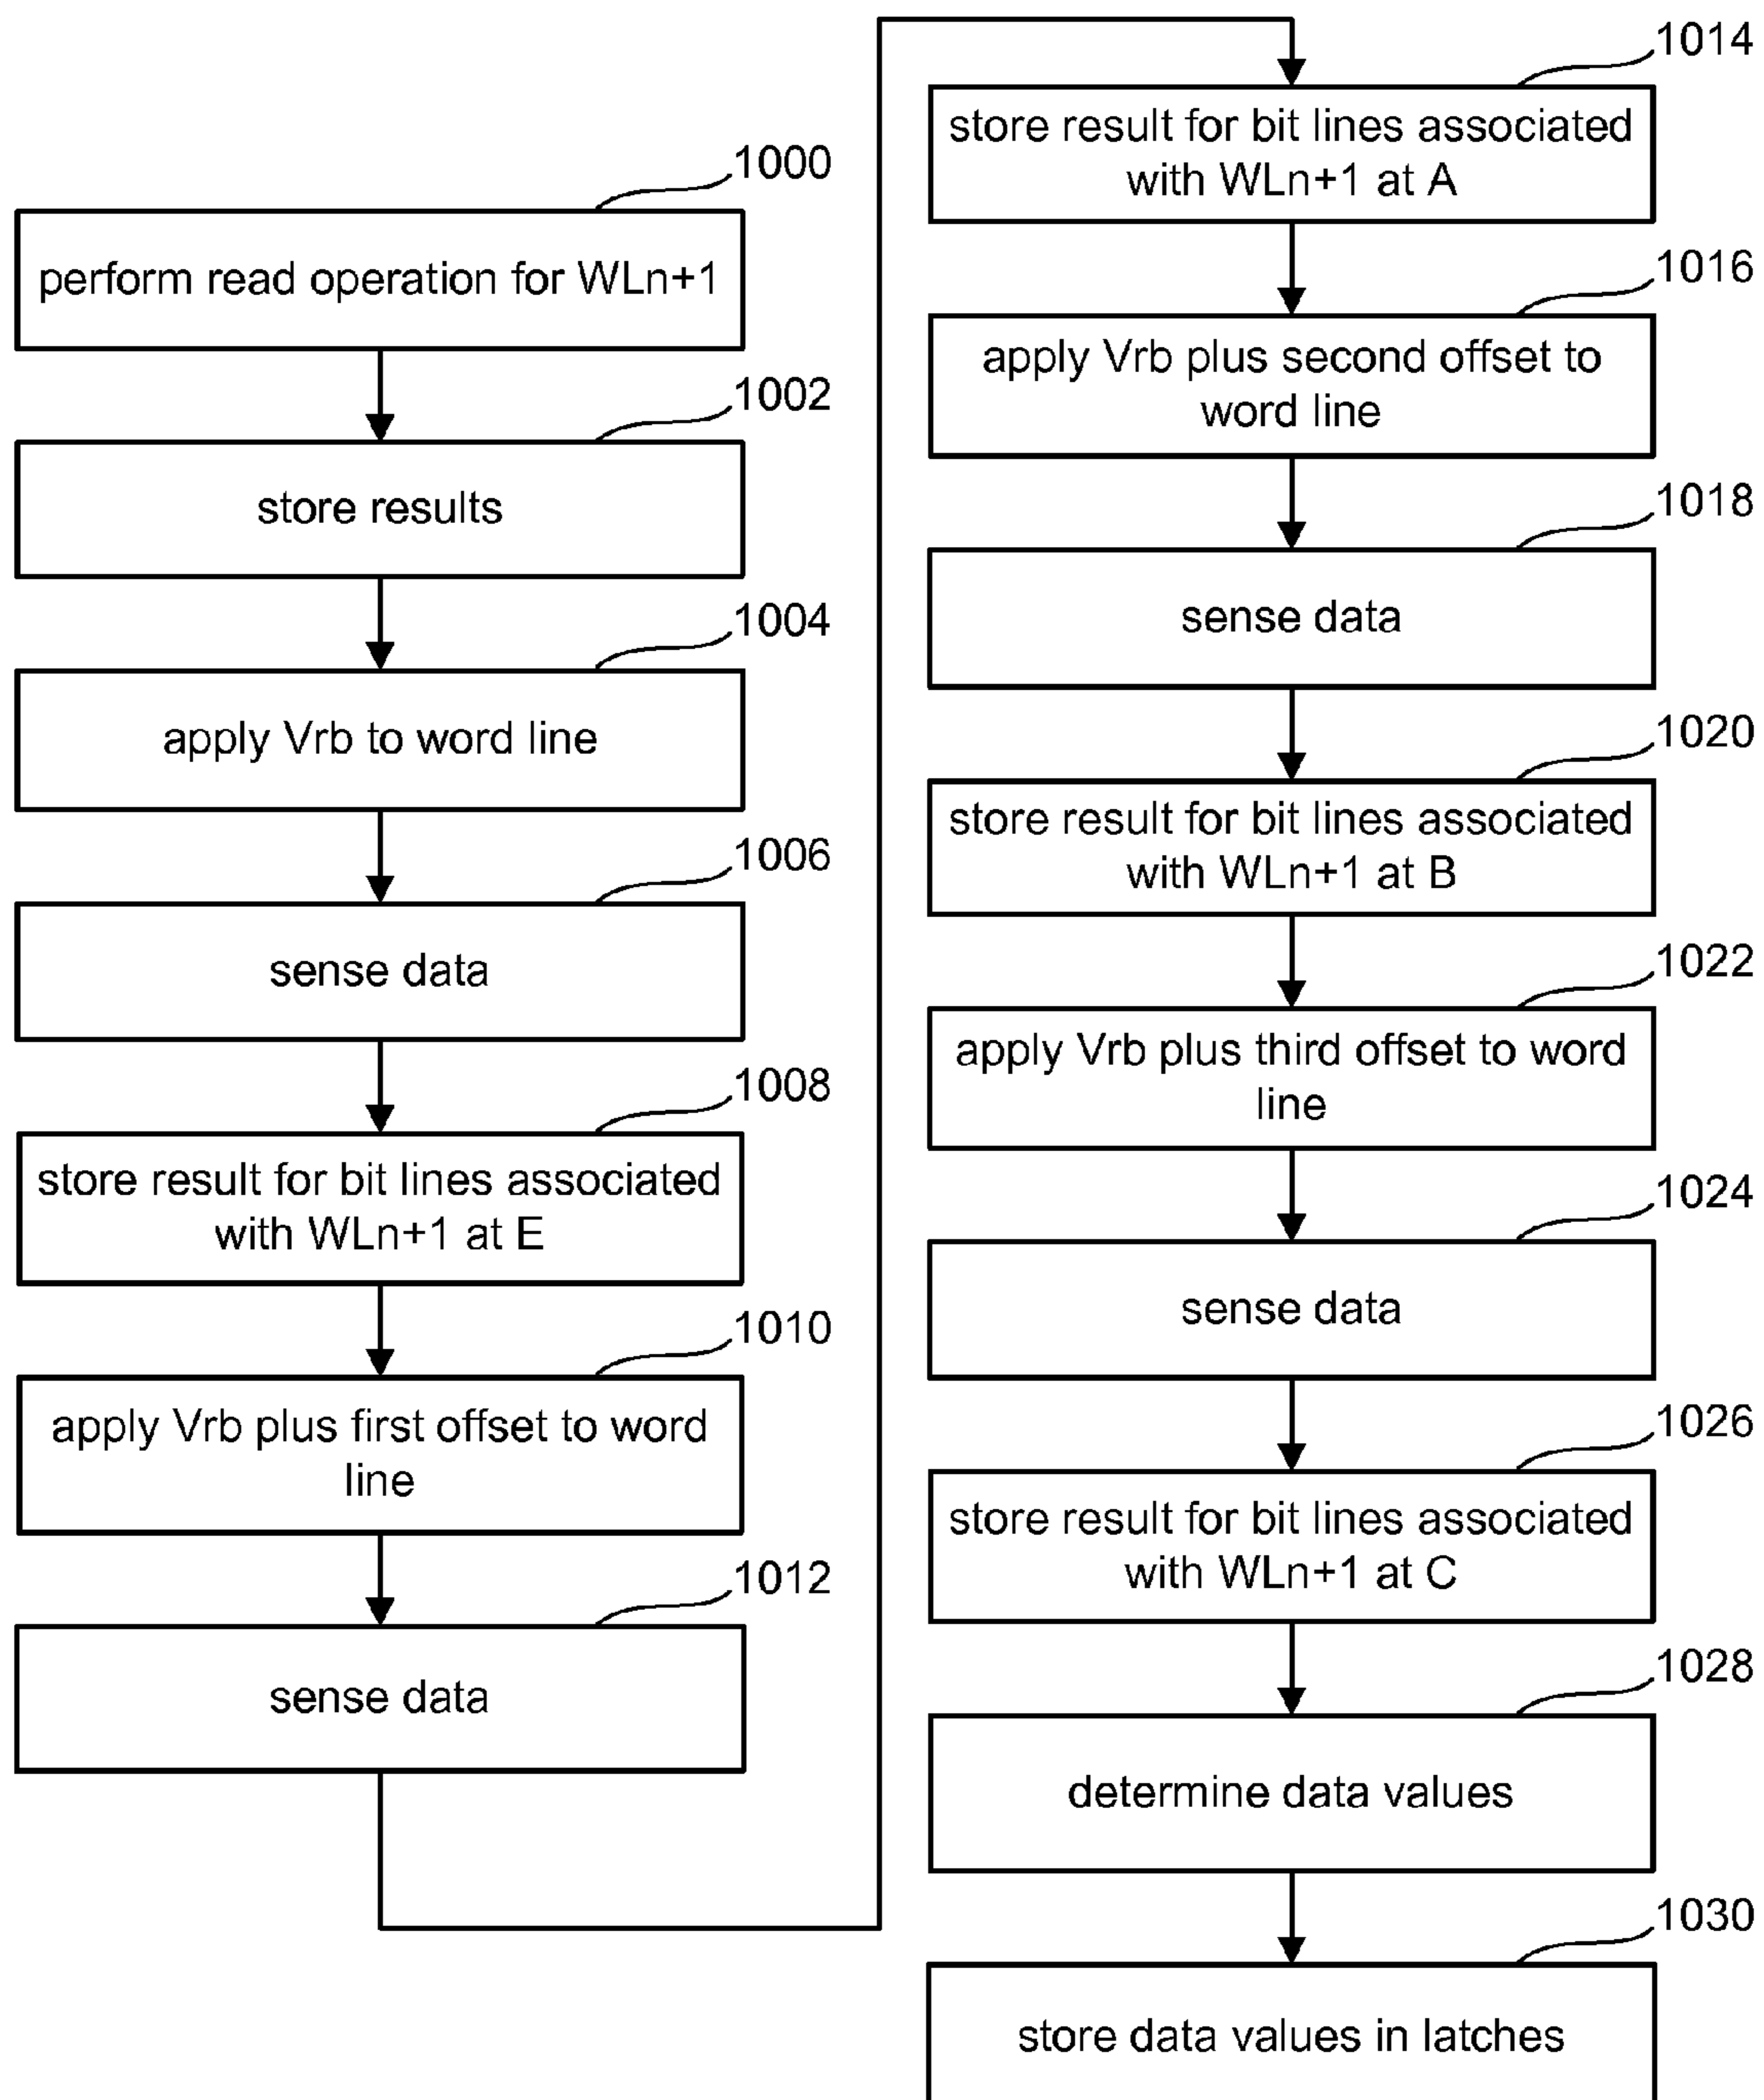 1000
perform read operation for WLn+1
1002
store results
1004
apply Vrb to word line
1006
sense data
1008
store result for bit lines associated
with WLn+1 at E
1010
apply Vrb plus first offset to word
line
1012
sense data
1014
store result for bit lines associated
with WLn+1 at A
1016
apply Vrb plus second offset to
word line
1018
sense data
1020
store result for bit lines associated
with WLn+1 at B
1022
apply Vrb plus third offset to word
line
1024
sense data
1026
store result for bit lines associated
with WLn+1 at C
1028
determine data values
1030
store data values in latches